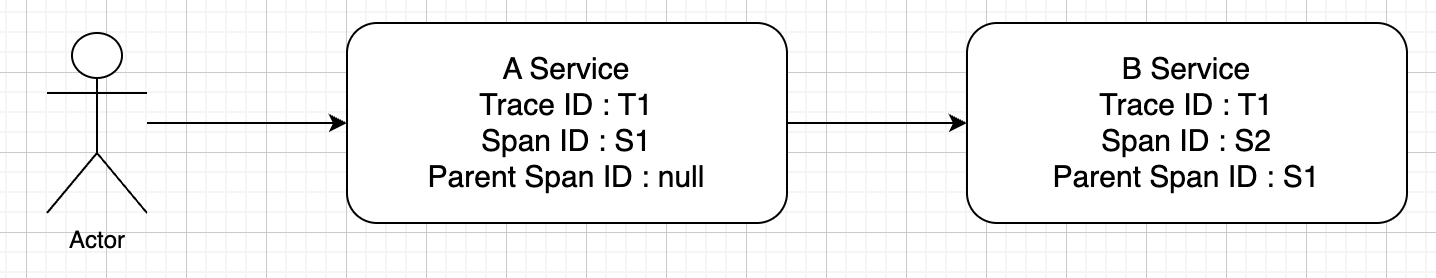 A Service
Trace ID : T1
Span ID : S1
Parent Span ID : null
B Service
Trace ID : T1
Span ID : S2
Parent Span ID : S1
Actor